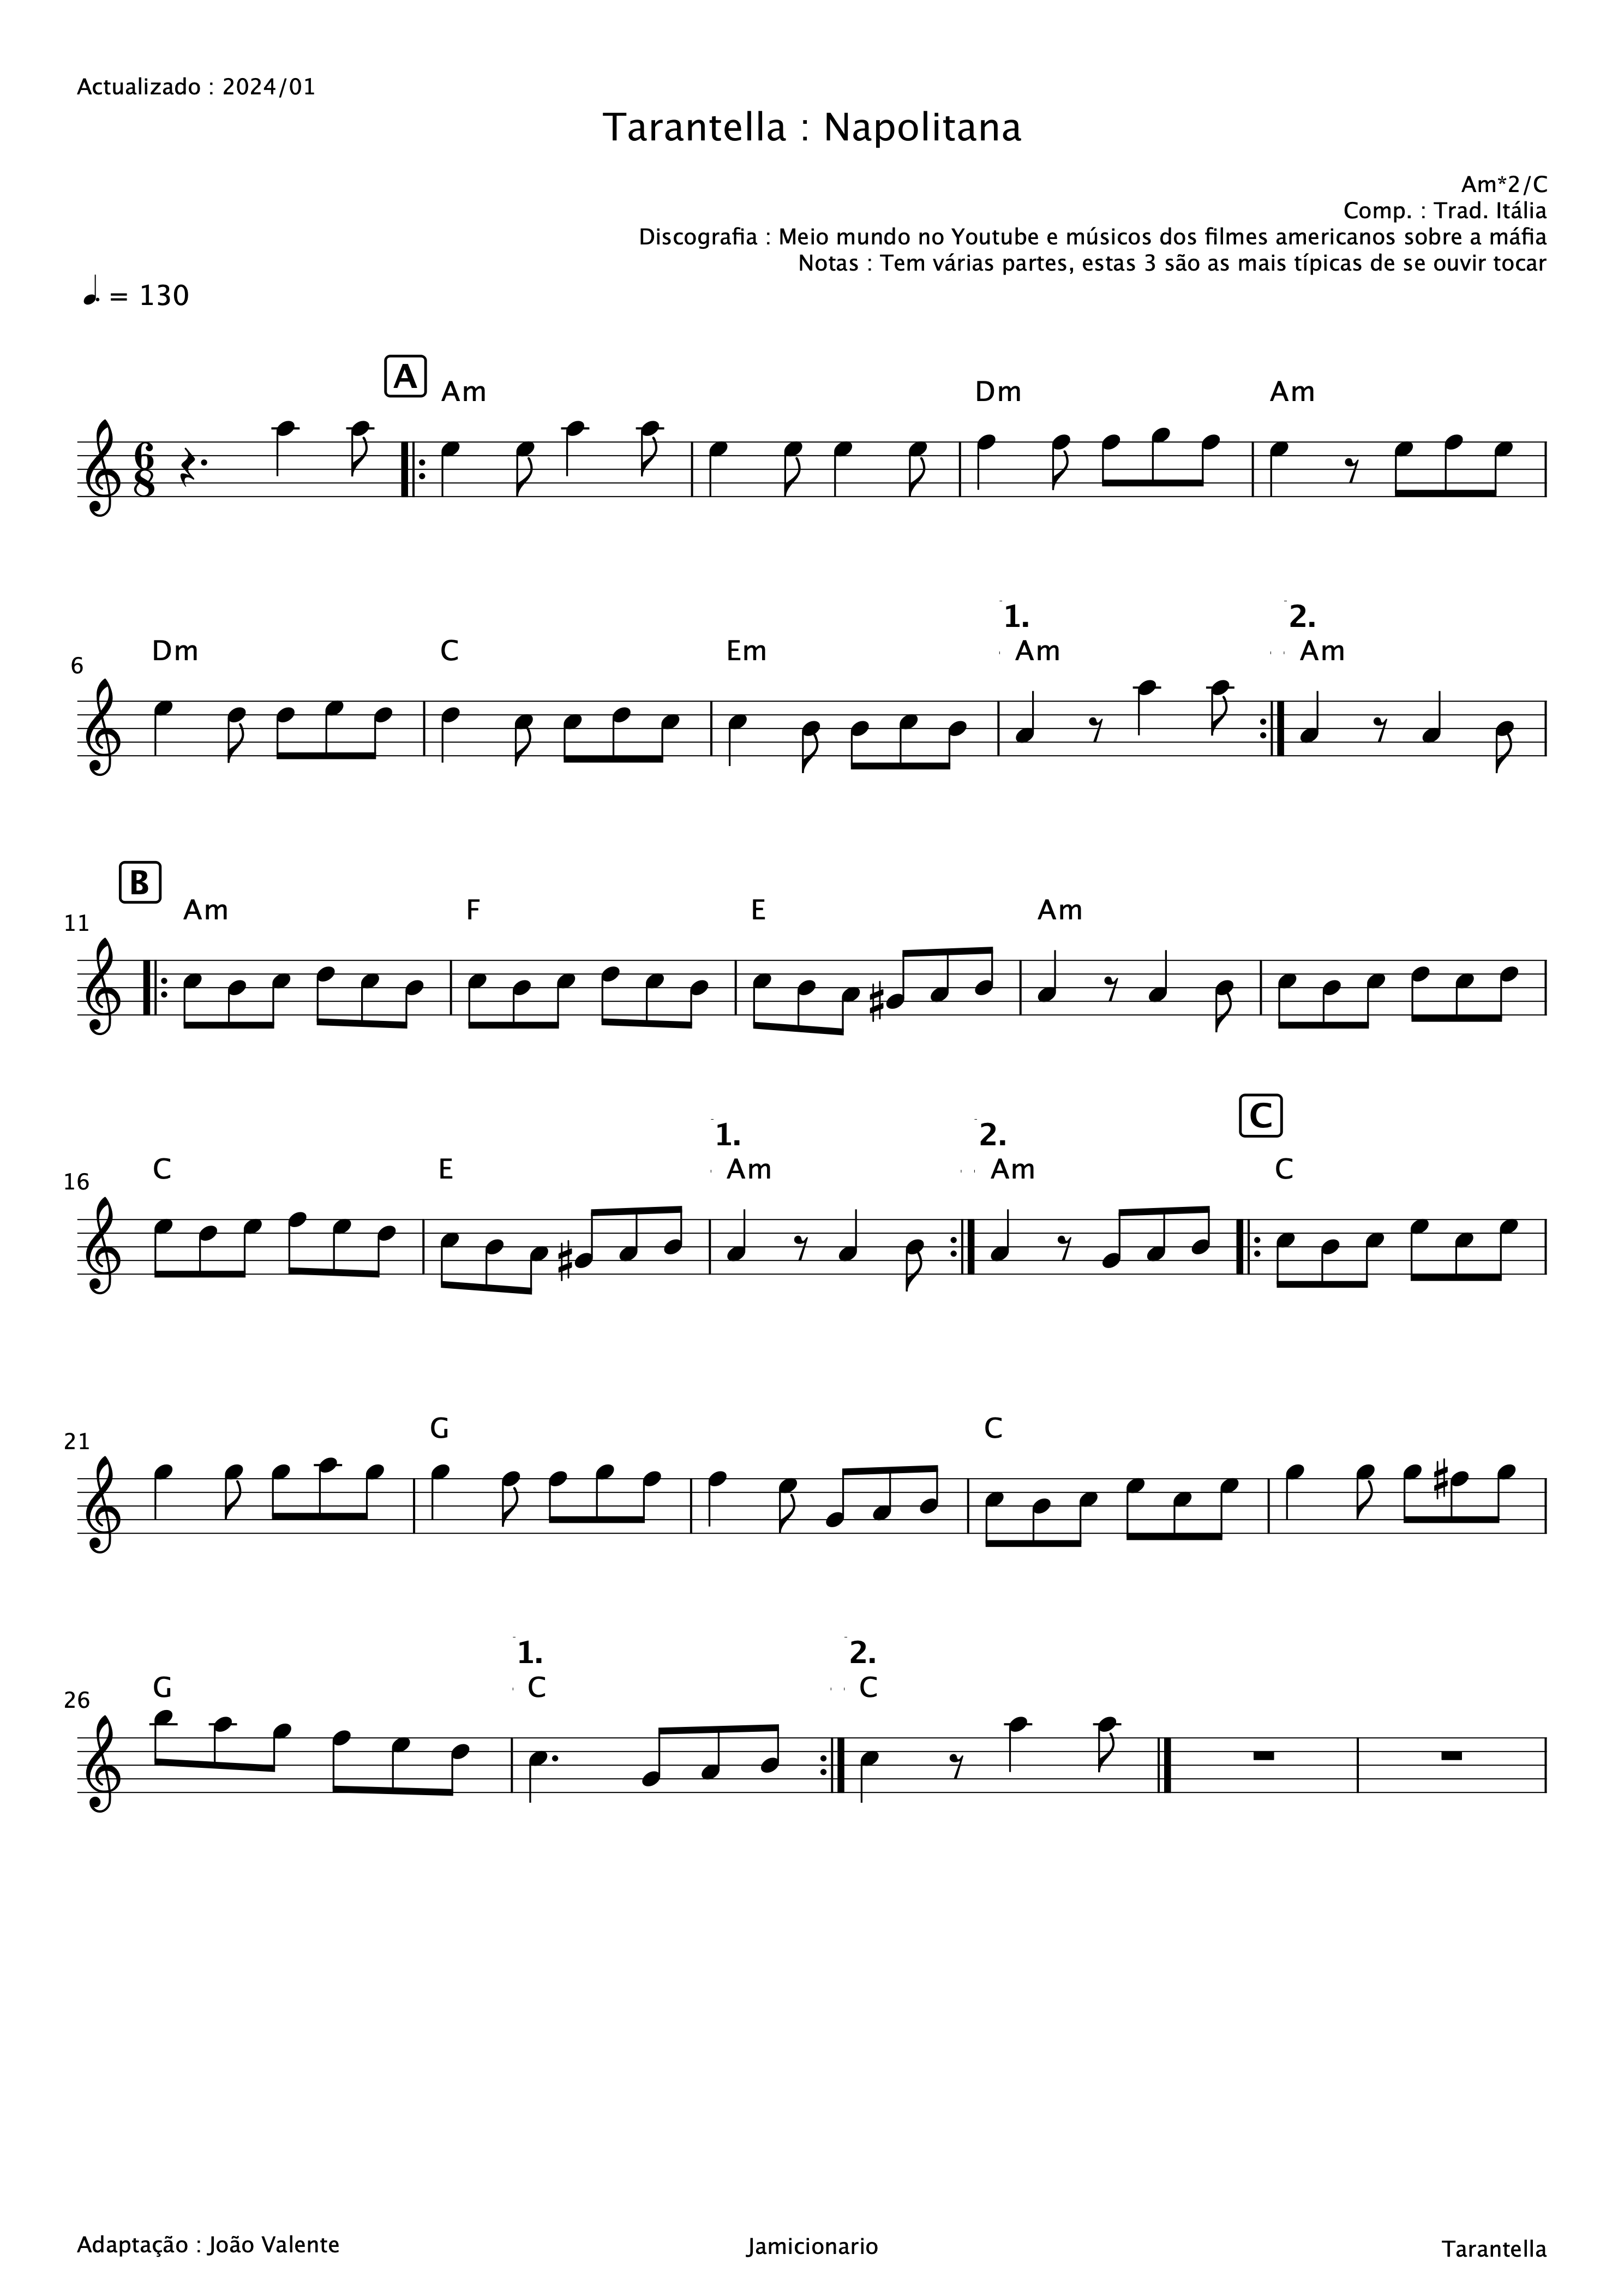 Actualizado : 2024/01
Tarantella : Napolitana
Am*2/C
Comp. : Trad. Itália
Discografia : Meio mundo no Youtube e músicos dos filmes americanos sobre a máfia
Notas : Tem várias partes, estas 3 são as mais típicas de se ouvir tocar
= 130
A
Am Dm Am
6 8
1. 2.
6 Dm C Em Am Am
B
11 Am F E Am
1. 2. C
16 C E Am Am C
21 G C
1. 2.
26 G C C
Adaptação : João Valente Jamicionario Tarantella